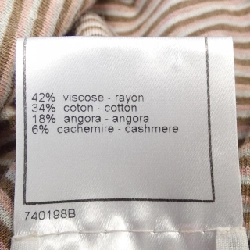 42% viscose - rayon
34% coton - cotton
18% angora - angora
6% cachemire - cashmere
740198B